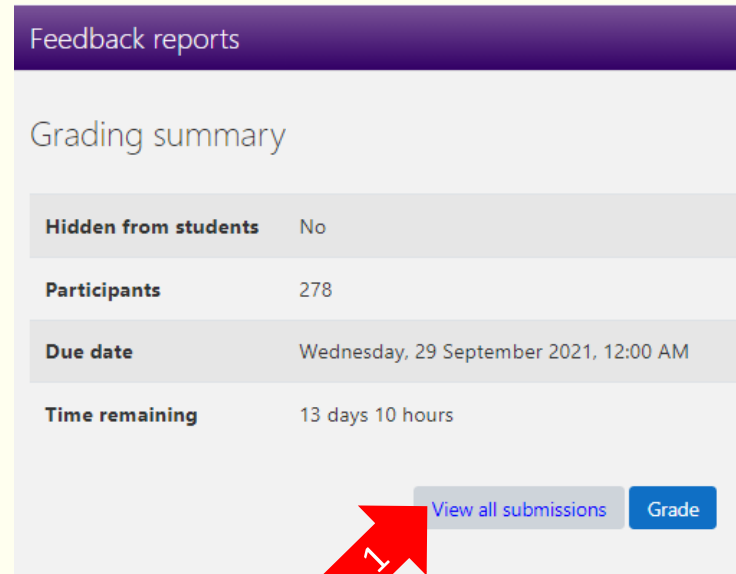 Feedback reports
Grading summary
Hidden from students No
Participants 278
Due date Wednesday, 29 September 2021, 12:00 AM
Time remaining 13 days 10 hours
View all submissions Grade
1